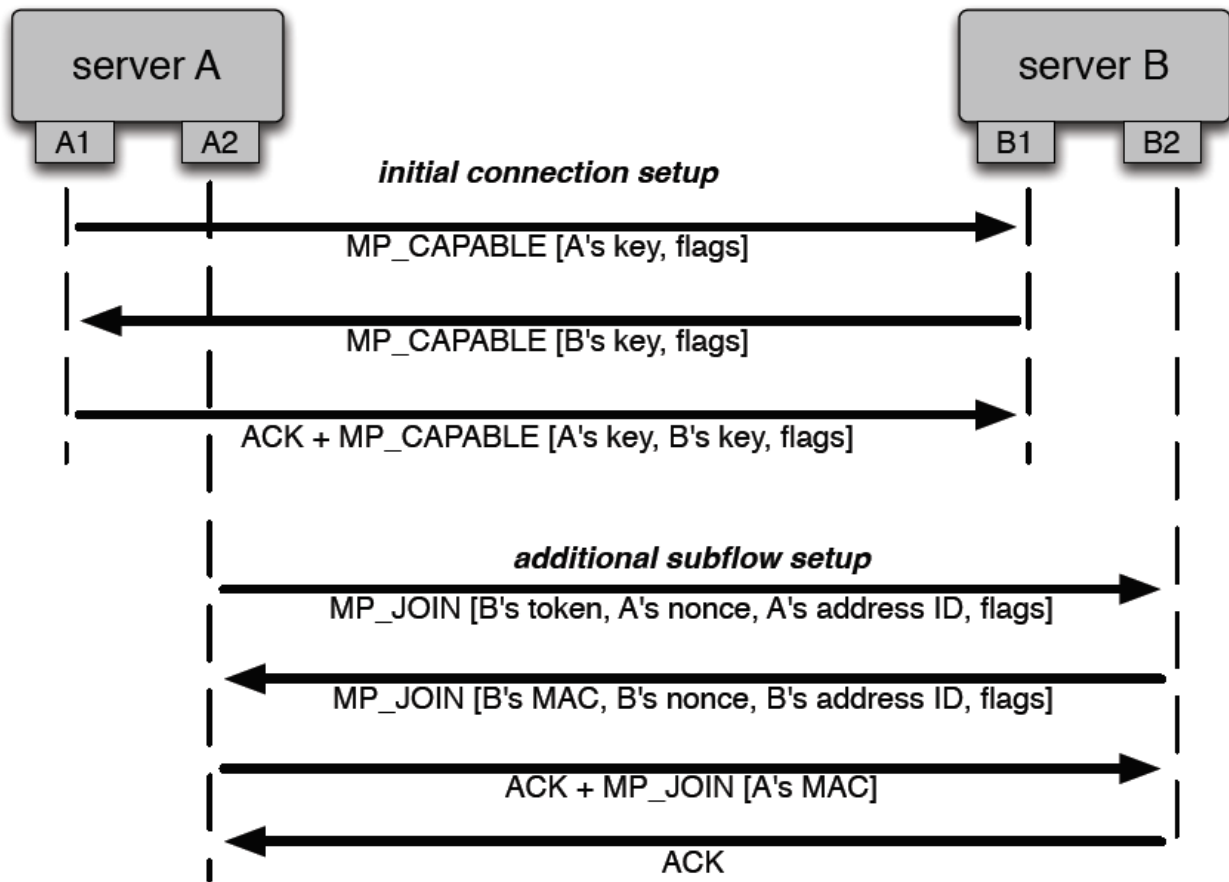 server A
server B
A1
A2
B1
B2
initial connection setup
MP_CAPABLE [A's key, flags]
MP_CAPABLE [B's key, flags]
ACK + MP_CAPABLE [A's key, B's key, flags]
additional subflow setup
MP_JOIN [B's token, A's nonce, A's address ID, flags]
MP_JOIN [B's MAC, B's nonce, B's address ID, flags]
ACK + MP_JOIN [A's MAC]
ACK